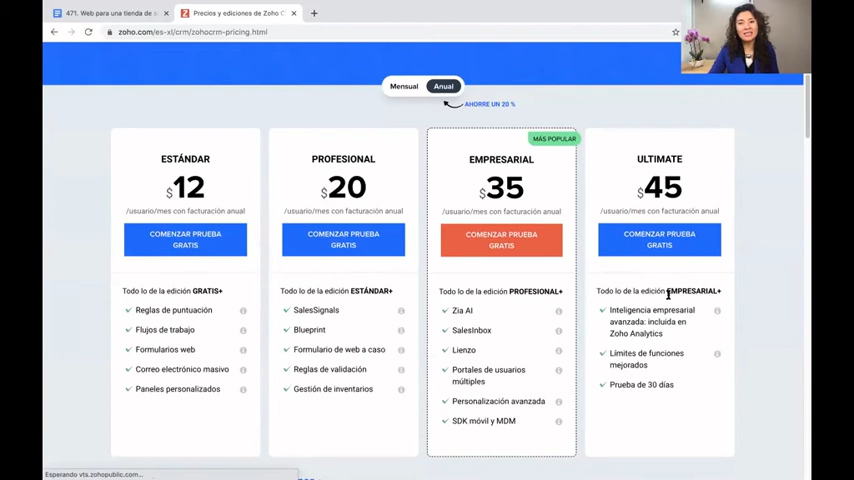 471. Web para una tienda de
Precios y ediciones de Zoho C
zoho.com/es-xl/crm/zohocrm-pricing.html
Mensual
Anual
AHORRE UN 20 %
ESTÁNDAR
$12
/usuario/mes con facturación anual
COMENZAR PRUEBA
GRATIS
Todo lo de la edición GRATIS+
Reglas de puntuación
Flujos de trabajo
Formularios web
Correo electrónico masivo
Paneles personalizados
PROFESIONAL
$20
/usuario/mes con facturación anual
COMENZAR PRUEBA
GRATIS
Todo lo de la edición ESTÁNDAR+
SalesSignals
Blueprint
Formulario de web a caso
Reglas de validación
Gestión de inventarios
MÁS POPULAR
EMPRESARIAL
$35
/usuario/mes con facturación anual
COMENZAR PRUEBA
GRATIS
Todo lo de la edición PROFESIONAL+
Zia AI
SalesInbox
Lienzo
Portales de usuarios
múltiples
Personalización avanzada
SDK móvil y MDM
ULTIMATE
$45
/usuario/mes con facturación anual
COMENZAR PRUEBA
GRATIS
Todo lo de la edición EMPRESARIAL+
Inteligencia empresarial
avanzada: incluida en
Zoho Analytics
Límites de funciones
mejorados
Prueba de 30 días
Esperando vts.zohopublic.com...